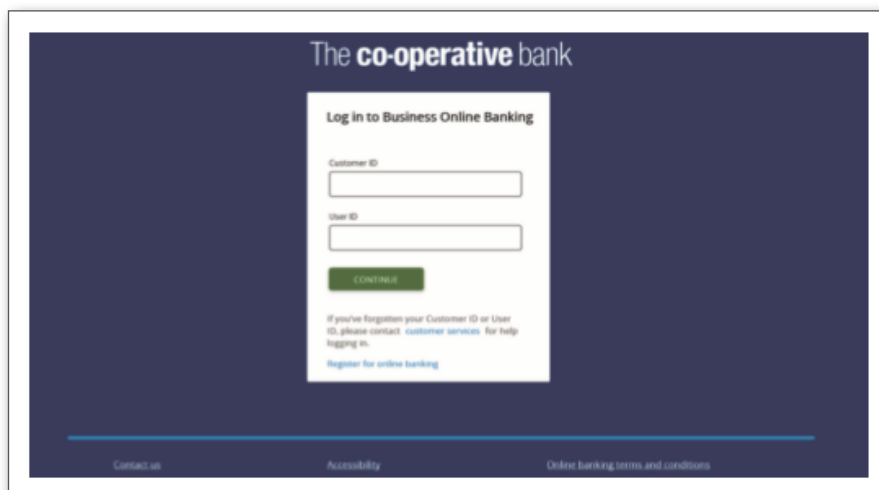 The co-operative bank
Log in to Business Online Banking
Customer ID
User ID
CONTINUE
If you've forgotten your Customer ID or User
ID, please contact customer services for help
logging in.
Register for online banking
Contact us
Accessibility
Online banking terms and conditions